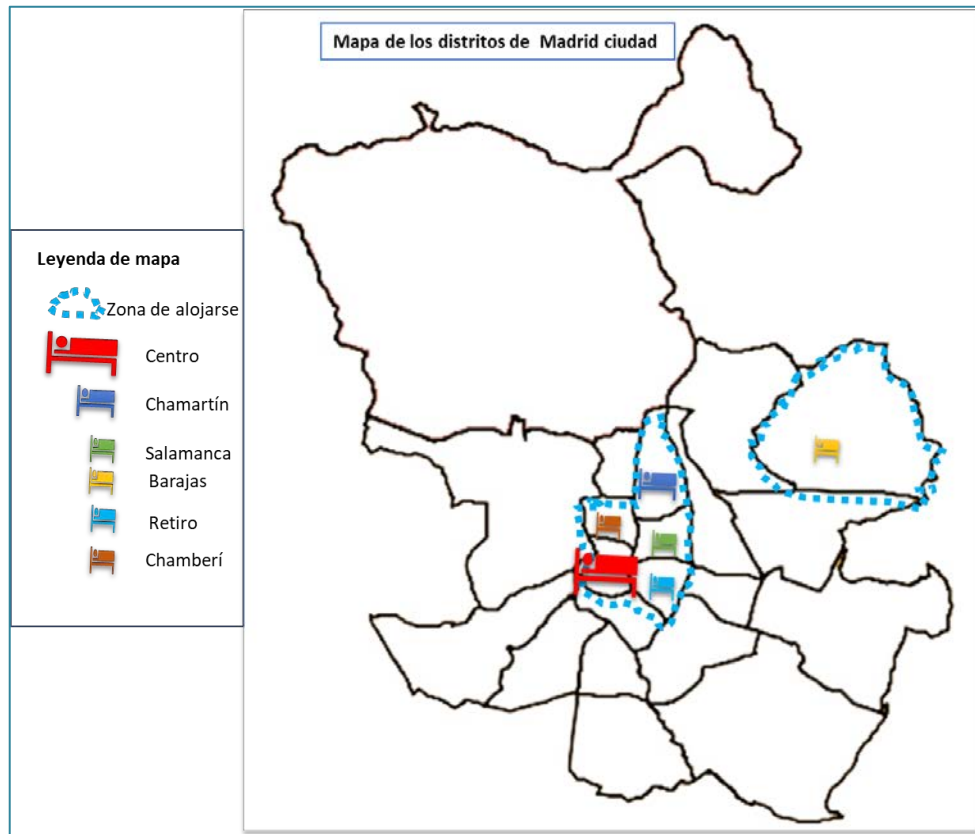 Mapa de los distritos de Madrid ciudad
Leyenda de mapa
Zona de alojarse
Centro
Chamartín
Salamanca
Barajas
Retiro
Chamberí